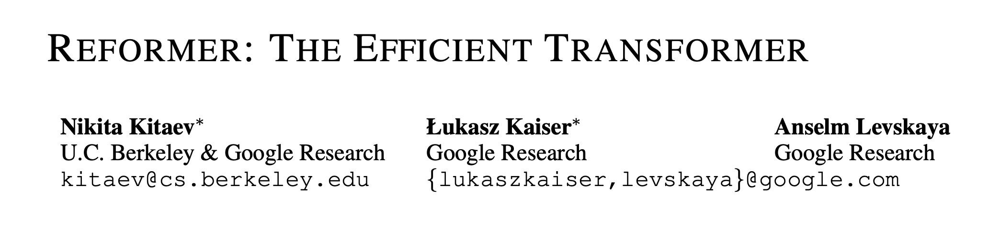 REFORMER: THE EFFICIENT TRANSFORMER
Nikita Kitaev* Łukasz Kaiser* Anselm Levskaya
U.C. Berkeley & Google Research Google Research Google Research
kitaev@cs.berkeley.edu {lukaszkaiser,levskaya}@google.com